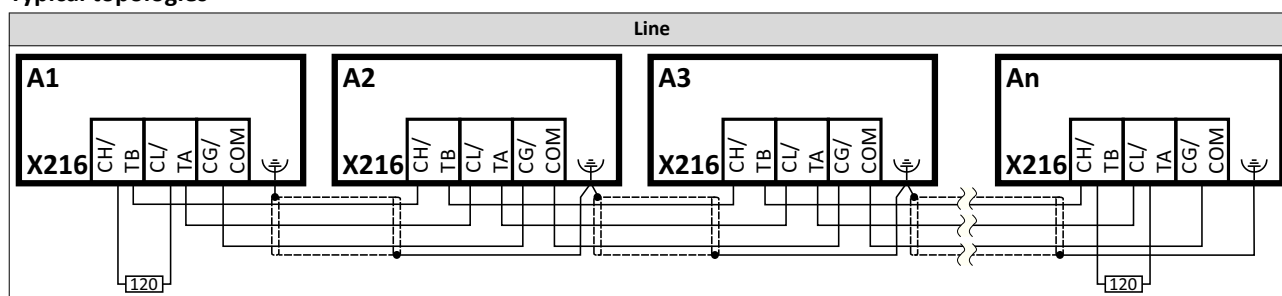 Typical topologies
Line
A1
X216 CH/ TB CL/ TA CG/ COM
A2
X216 CH/ TB CL/ TA CG/ COM
A3
X216 CH/ TB CL/ TA CG/ COM
An
X216 CH/ TB CL/ TA CG/ COM
120
120